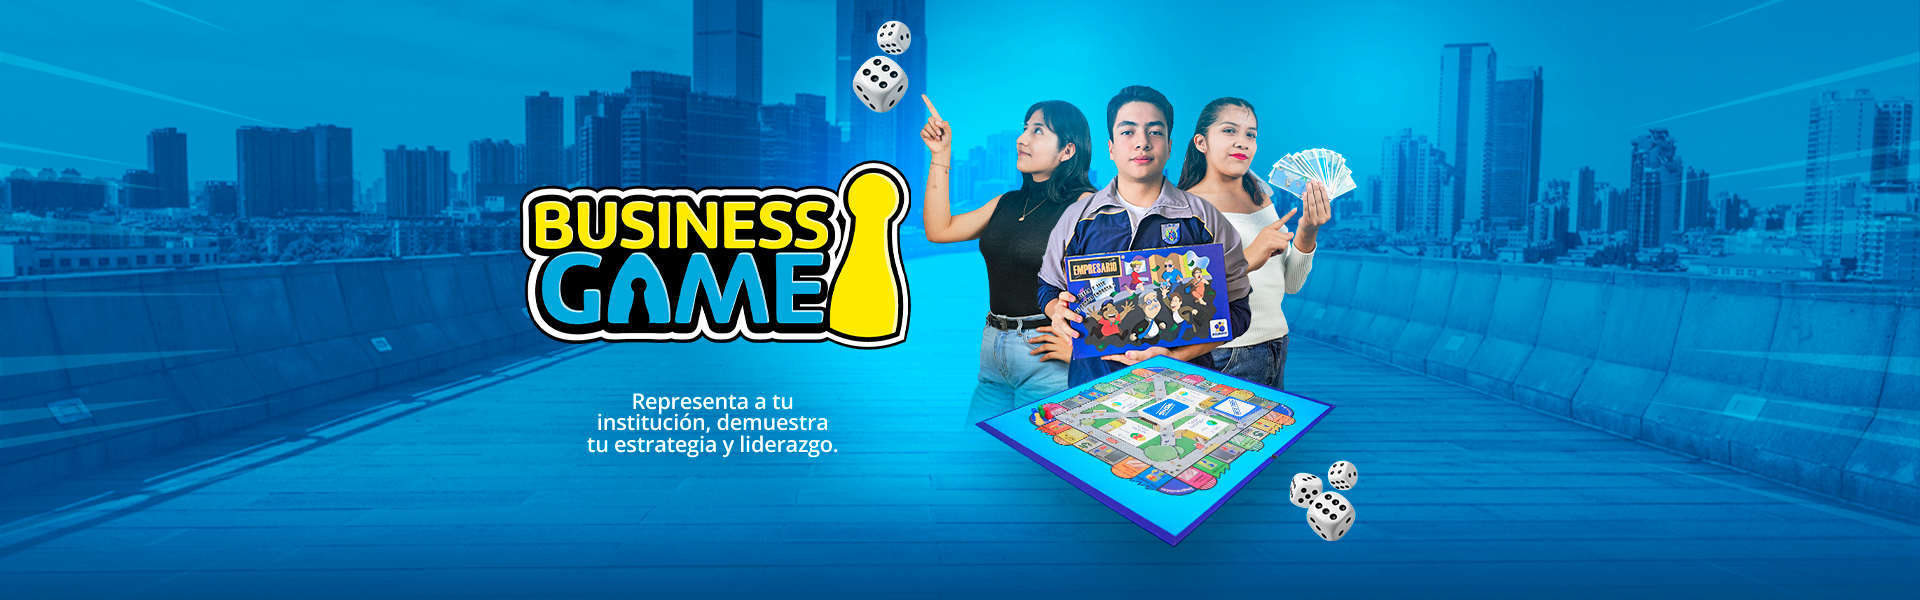 BUSINESS
GAME
Representa a tu
institución, demuestra
tu estrategia y liderazgo.
EMPRESARIO